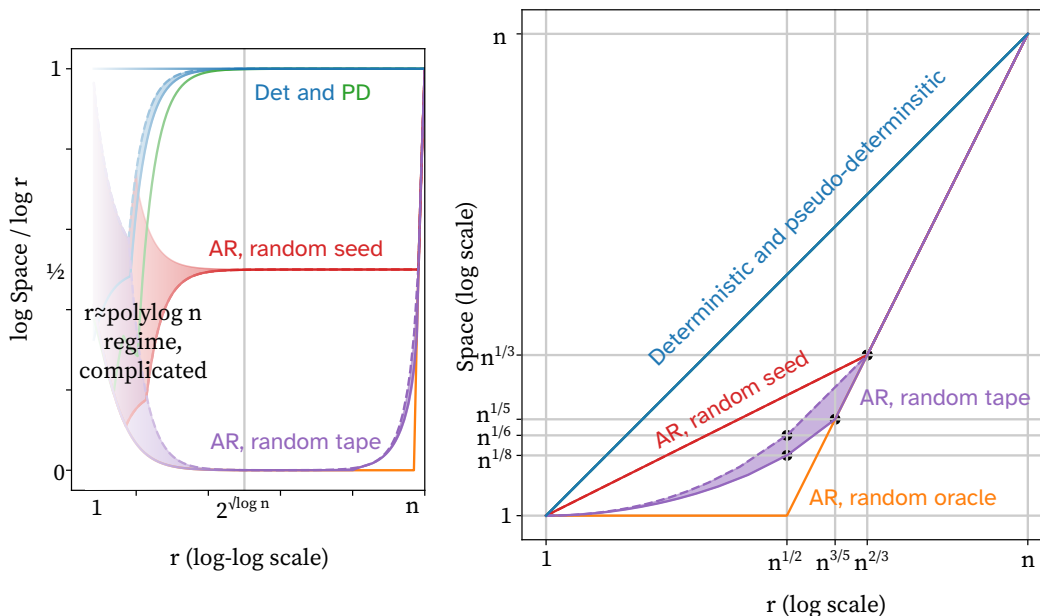 log Space / log r
1
½
0
Det and PD
AR, random seed
r≈polylog n
regime,
complicated
AR, random tape
1
2^√log n
n
r (log-log scale)
Space (log scale)
n
n^1/3
n^1/5
n^1/6
n^1/8
1
Deterministic and pseudo-determinsitic
AR, random seed
AR, random tape
AR, random oracle
1
n^1/2
n^3/5
n^2/3
n
r (log scale)